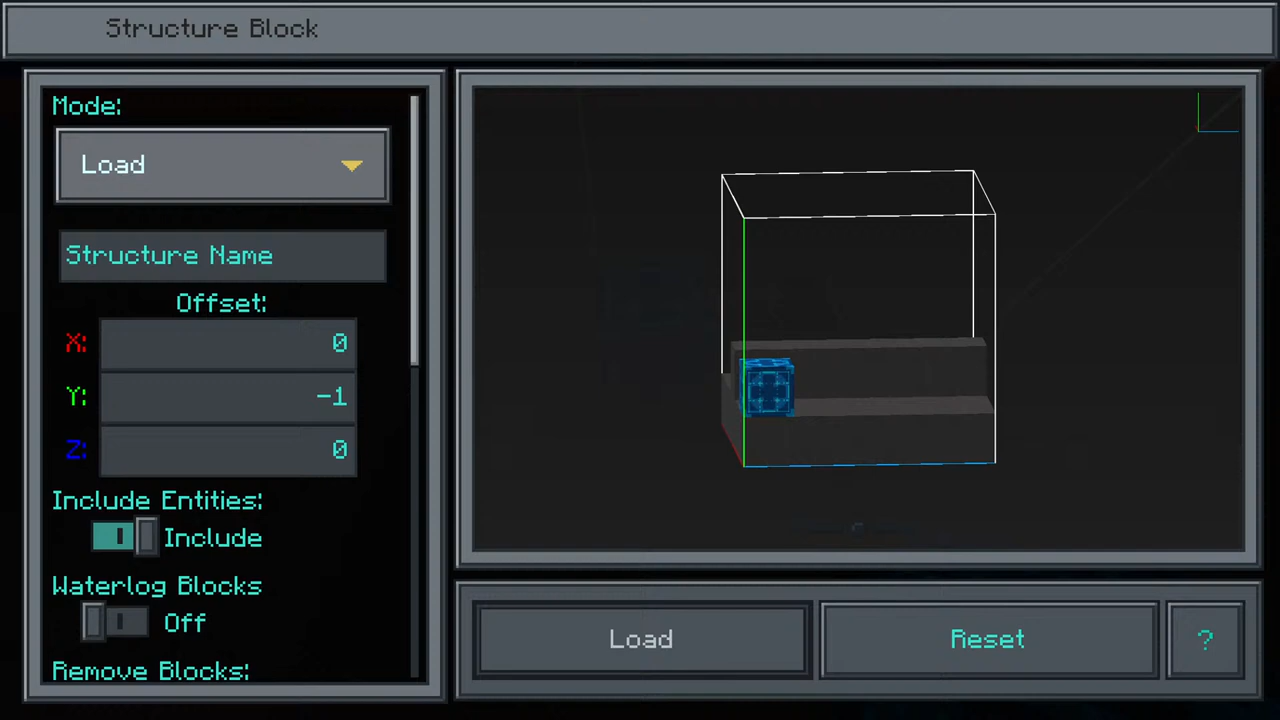 Structure Block
Mode:
Load
Structure Name
Offset:
X: 0
Y: -1
Z: 0
Include Entities:
Include
Waterlog Blocks
Off
Remove Blocks:
Load
Reset
?